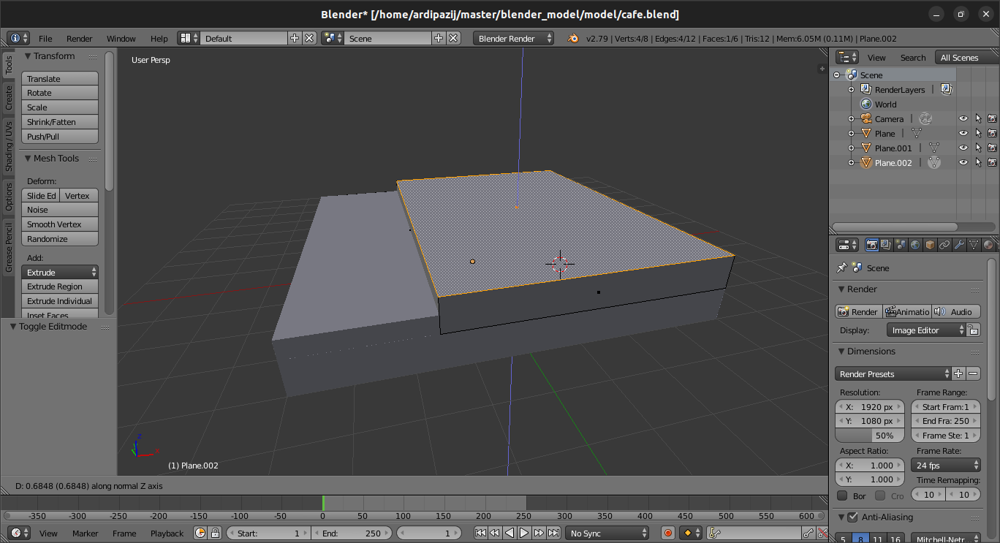 Blender* [/home/ardipazij/master/blender_model/model/cafe.blend]
File Render Window Help Default Scene Blender Render v2.79 | Verts:4/8 | Edges:4/12 | Faces:1/6 | Tris:12 | Mem:6.05M (0.11M) | Plane.002
Tools
Create
Shading / UVs
Options
Grease Pencil
Transform
Translate
Rotate
Scale
Shrink/Fatten
Push/Pull
Mesh Tools
Deform:
Slide Ed Vertex
Noise
Smooth Vertex
Randomize
Add:
Extrude
Extrude Region
Extrude Individual
Inset Faces
Toggle Editmode
User Persp
z
x
(1) Plane.002
D: 0.6848 (0.6848) along normal Z axis
-350 -300 -250 -200 -150 -100 -50 0 50 100 150 200 250 300 350 400 450 500 550 600
View Marker Frame Playback Start: 1 End: 250 1 No Sync
View Search All Scenes
Scene
RenderLayers |
World
Camera |
Plane |
Plane.001 |
Plane.002 |
Scene
Render
Render Animatio Audio
Display: Image Editor
Dimensions
Render Presets
Resolution: Frame Range:
X: 1920 px Start Fram:1
Y: 1080 px End Fra: 250
50% Frame Ste: 1
Aspect Ratio: Frame Rate:
X: 1.000 24 fps
Y: 1.000 Time Remapping:
Bor Cro 10 10
Anti-Aliasing
5 8 11 16 Mitchell-Netr...